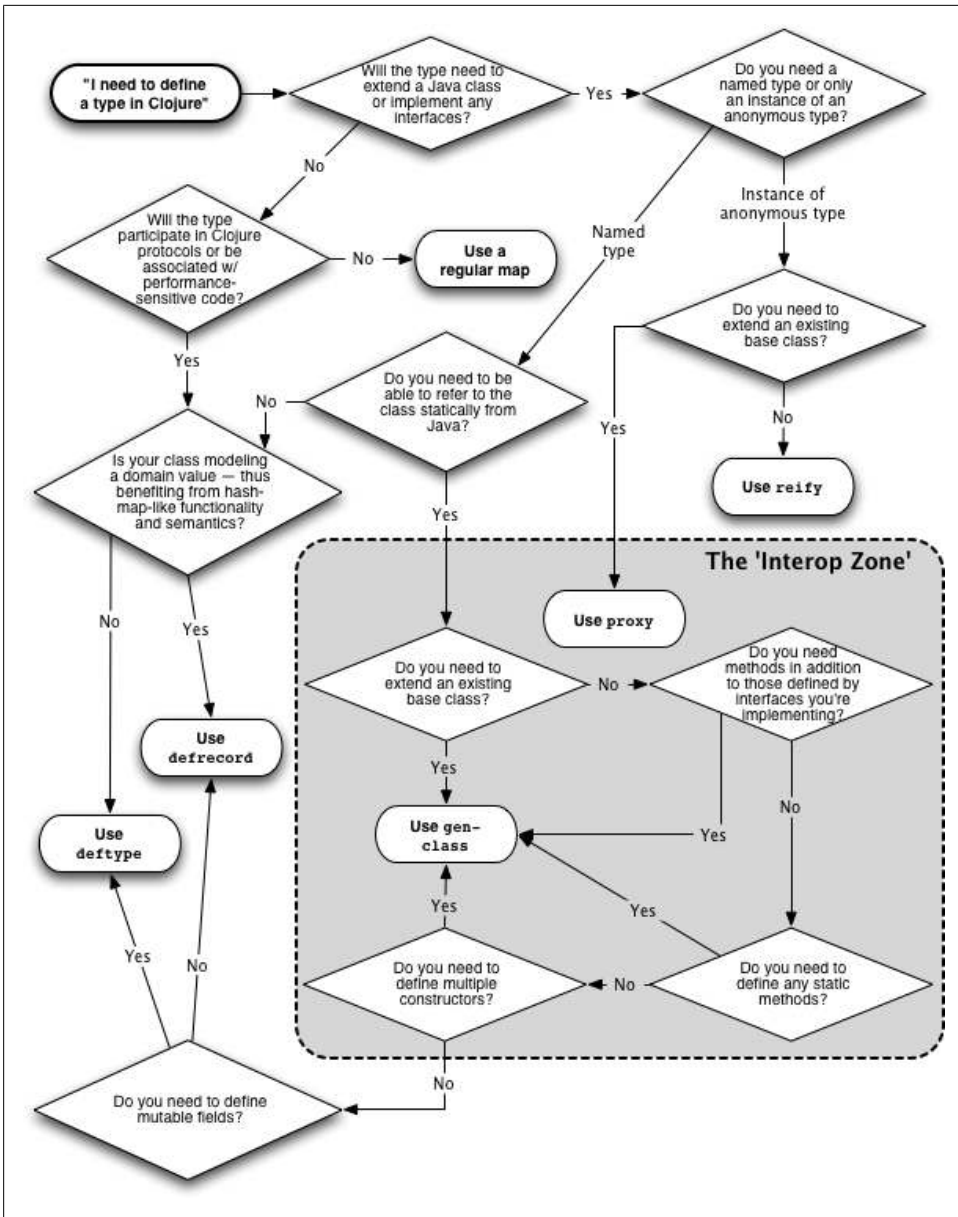 "I need to define
a type in Clojure"
Will the type need to
extend a Java class
or implement any
interfaces?
Yes
Do you need a
named type or only
an instance of an
anonymous type?
No
Instance of
anonymous type
Named
type
Will the type
participate in Clojure
protocols or be
associated w/
performance-
sensitive code?
No
Use a
regular map
Do you need to
extend an existing
base class?
Yes
Do you need to be
able to refer to the
class statically from
Java?
No
Yes
No
Use reify
Is your class modeling
a domain value — thus
benefiting from hash-
map-like functionality
and semantics?
Yes
The 'Interop Zone'
No
Yes
Use proxy
Do you need to
extend an existing
base class?
No
Do you need
methods in addition
to those defined by
interfaces you're
implementing?
Use
defrecord
Yes
No
Use
deftype
Use gen-
class
Yes
Yes
Yes
Yes
No
Do you need to
define multiple
constructors?
No
Do you need to
define any static
methods?
No
Do you need to define
mutable fields?